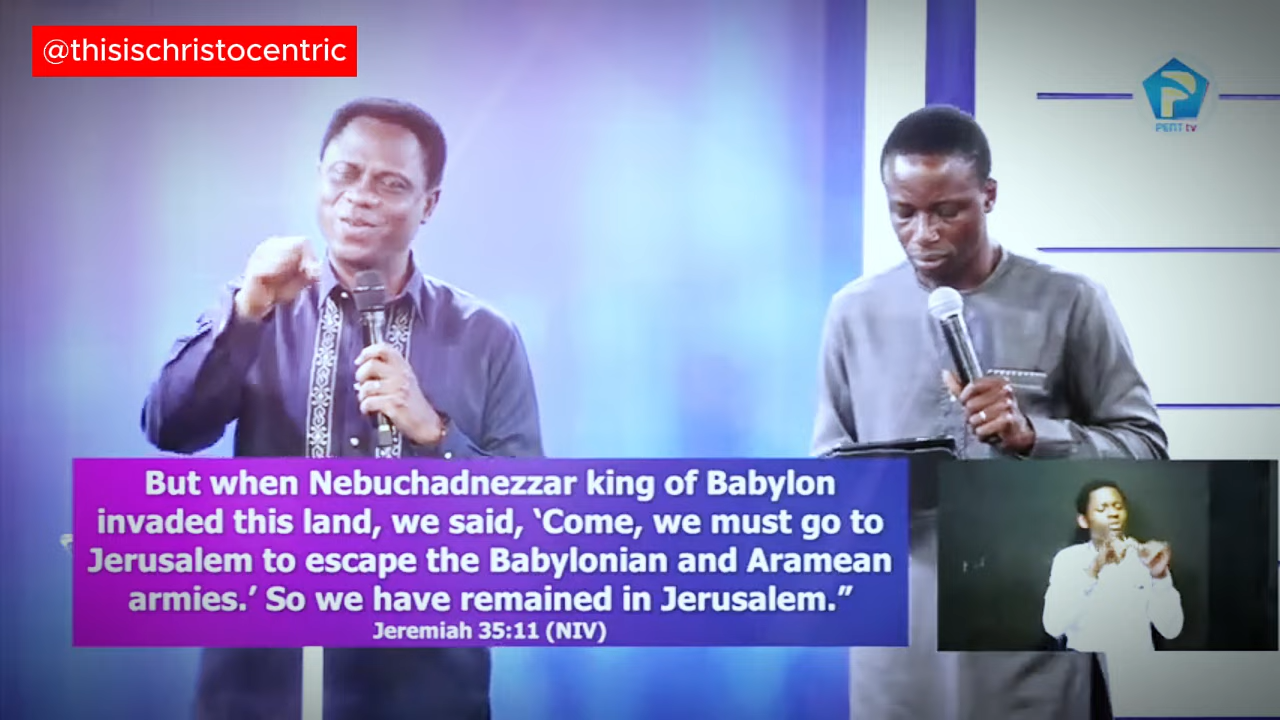 @thisischristocentric
PENT tv
But when Nebuchadnezzar king of Babylon
invaded this land, we said, ‘Come, we must go to
Jerusalem to escape the Babylonian and Aramean
armies.’ So we have remained in Jerusalem.”
Jeremiah 35:11 (NIV)